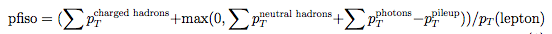 pfiso = (∑ p_T^{charged hadrons}+max(0,∑ p_T^{neutral hadrons}+∑ p_T^{photons}−p_T^{pileup}))/p_T(lepton)